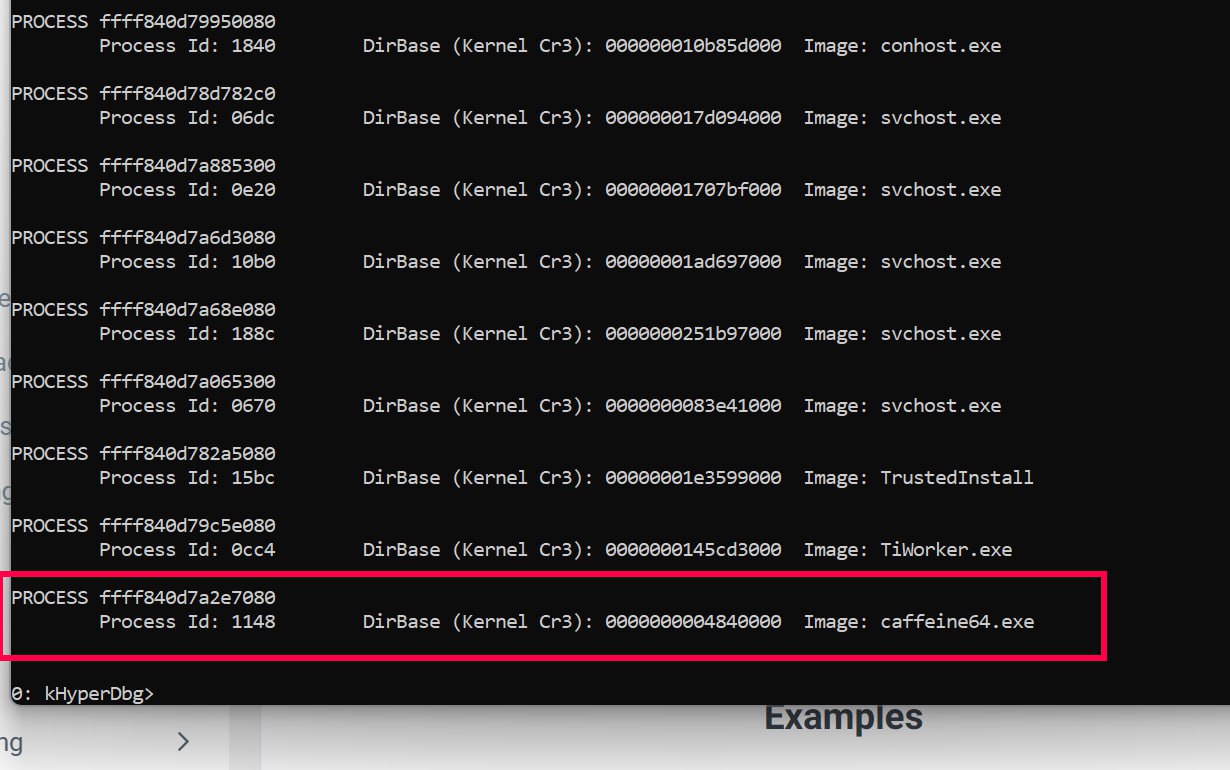 PROCESS ffff840d79950080
Process Id: 1840 DirBase (Kernel Cr3): 000000010b85d000 Image: conhost.exe
PROCESS ffff840d78d782c0
Process Id: 06dc DirBase (Kernel Cr3): 000000017d094000 Image: svchost.exe
PROCESS ffff840d7a885300
Process Id: 0e20 DirBase (Kernel Cr3): 00000001707bf000 Image: svchost.exe
PROCESS ffff840d7a6d3080
Process Id: 10b0 DirBase (Kernel Cr3): 00000001ad697000 Image: svchost.exe
PROCESS ffff840d7a68e080
Process Id: 188c DirBase (Kernel Cr3): 0000000251b97000 Image: svchost.exe
PROCESS ffff840d7a065300
Process Id: 0670 DirBase (Kernel Cr3): 0000000083e41000 Image: svchost.exe
PROCESS ffff840d782a5080
Process Id: 15bc DirBase (Kernel Cr3): 00000001e3599000 Image: TrustedInstall
PROCESS ffff840d79c5e080
Process Id: 0cc4 DirBase (Kernel Cr3): 0000000145cd3000 Image: TiWorker.exe
PROCESS ffff840d7a2e7080
Process Id: 1148 DirBase (Kernel Cr3): 0000000004840000 Image: caffeine64.exe
0: kHyperDbg>
Examples
ng